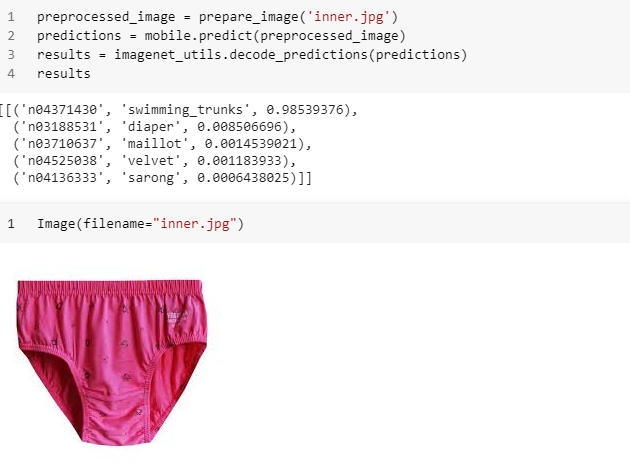 1 preprocessed_image = prepare_image('inner.jpg')
2 predictions = mobile.predict(preprocessed_image)
3 results = imagenet_utils.decode_predictions(predictions)
4 results
[[('n04371430', 'swimming_trunks', 0.98539376),
('n03188531', 'diaper', 0.008506696),
('n03710637', 'maillot', 0.0014539021),
('n04525038', 'velvet', 0.001183933),
('n04136333', 'sarong', 0.0006438025)]]
1 Image(filename="inner.jpg")